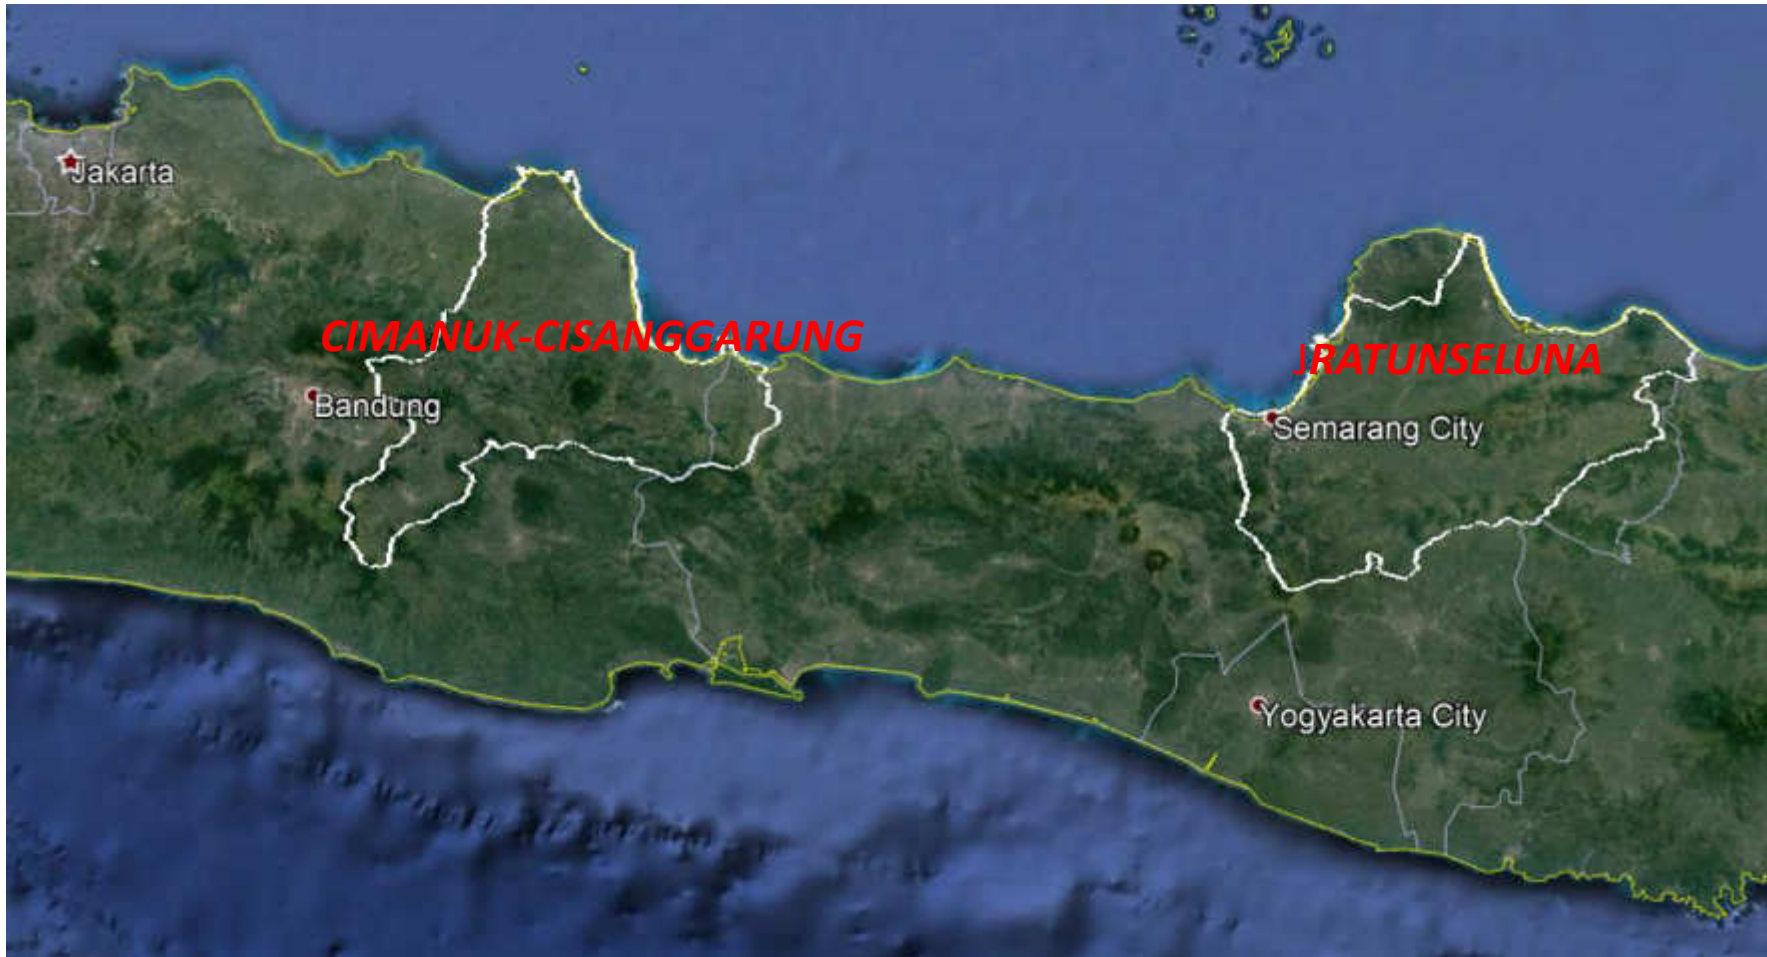 Jakarta
CIMANUK-CISANGGARUNG
JRATUNSELUNA
Bandung
Semarang City
Yogyakarta City